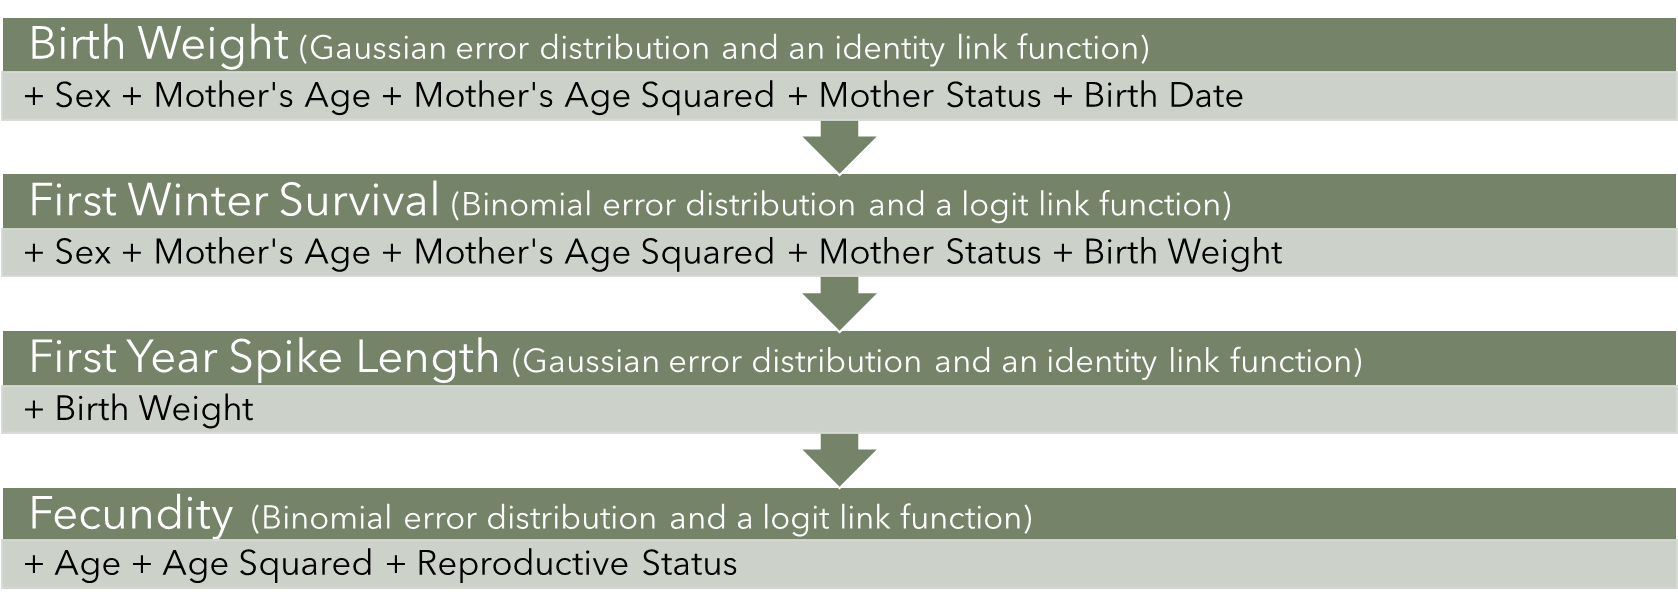 Birth Weight (Gaussian error distribution and an identity link function)
+ Sex + Mother's Age + Mother's Age Squared + Mother Status + Birth Date
First Winter Survival (Binomial error distribution and a logit link function)
+ Sex + Mother's Age + Mother's Age Squared + Mother Status + Birth Weight
First Year Spike Length (Gaussian error distribution and an identity link function)
+ Birth Weight
Fecundity (Binomial error distribution and a logit link function)
+ Age + Age Squared + Reproductive Status